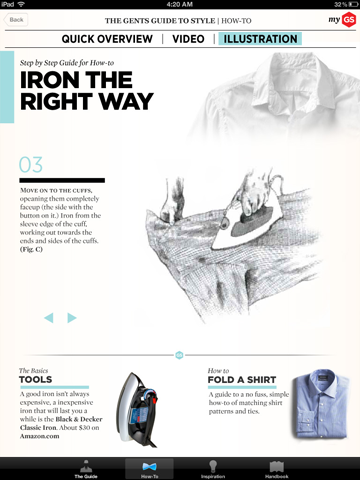 iPad
4:20 AM
32 %
Back
THE GENTS GUIDE TO STYLE | HOW-TO
my GS
QUICK OVERVIEW | VIDEO | ILLUSTRATION
Step by Step Guide for How-to
IRON THE
RIGHT WAY
03
MOVE ON TO THE CUFFS,
opeaning them completely
faceup (the side with the
button on it.) Iron from the
sleeve edge of the cuff,
working out towards the
ends and sides of the cuffs.
(Fig. C)
GS
The Basics
TOOLS
A good iron isn't always
expensive, a inexpensive
iron that will last you a
while is the Black & Decker
Classic Iron. About $30 on
Amazon.com
How to
FOLD A SHIRT
A guide to a no fuss, simple
how-to of matching shirt
patterns and ties.
The Guide
How-To
Inspiration
Handbook